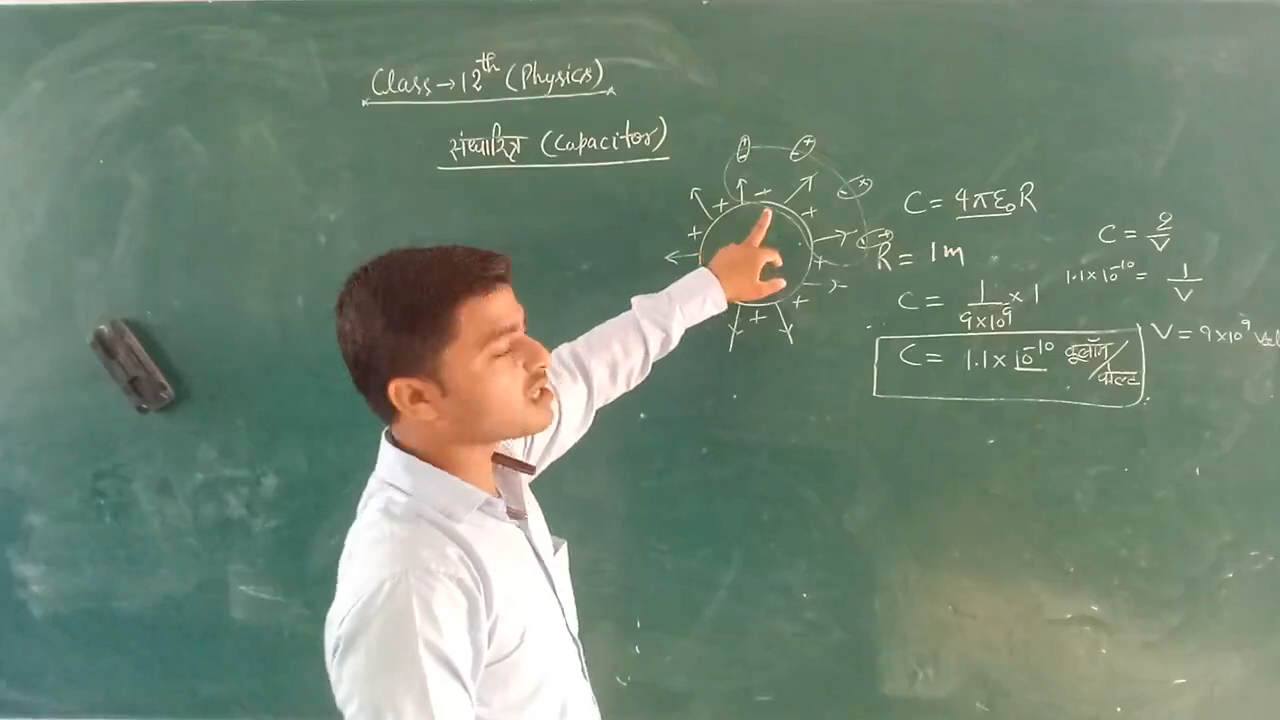 Class → 12th (Physics)
संधारित्र (Capacitor)
C = 4πε₀R
R = 1m
C = 1/9×10⁹ × 1
C = 1.1×10⁻¹⁰ कूलॉम/वोल्ट
C = q/V
1.1×10⁻¹⁰ = 1/V
V = 9×10⁹